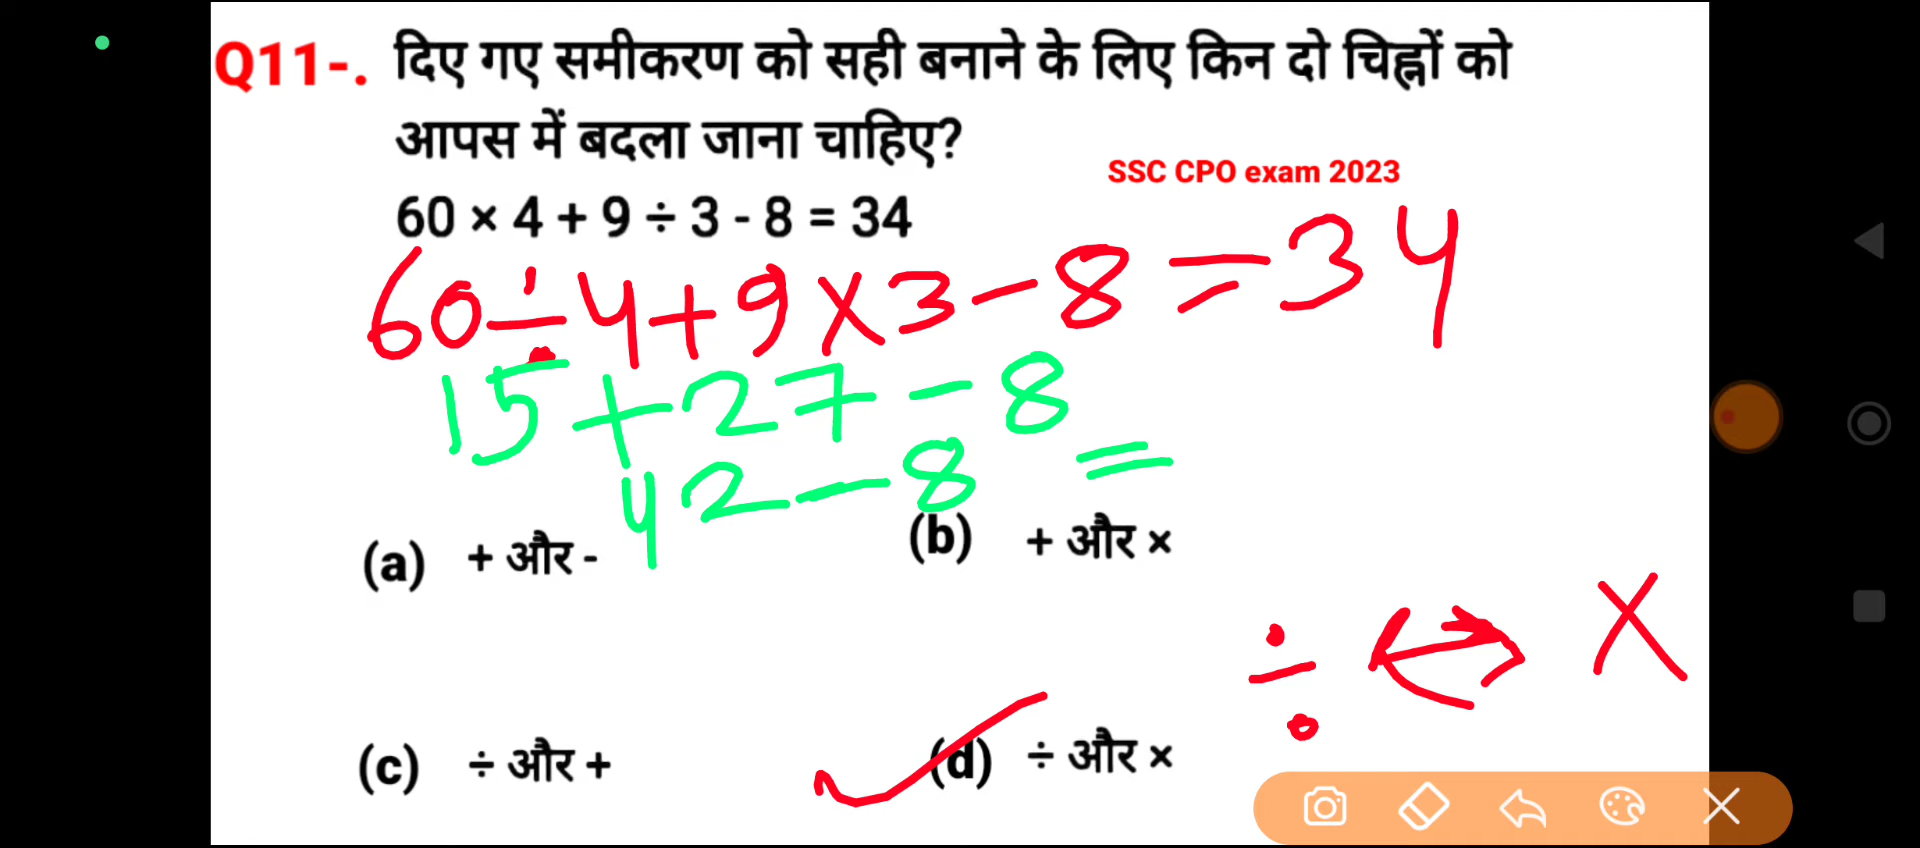 Q11-. दिए गए समीकरण को सही बनाने के लिए किन दो चिह्नों को
आपस में बदला जाना चाहिए?
SSC CPO exam 2023
60 × 4 + 9 ÷ 3 - 8 = 34
60 ÷ 4 + 9 × 3 - 8 = 34
15 + 27 - 8
42 - 8 =
(a) + और -
(b) + और ×
÷ ↔ ×
(c) ÷ और +
(d) ÷ और ×